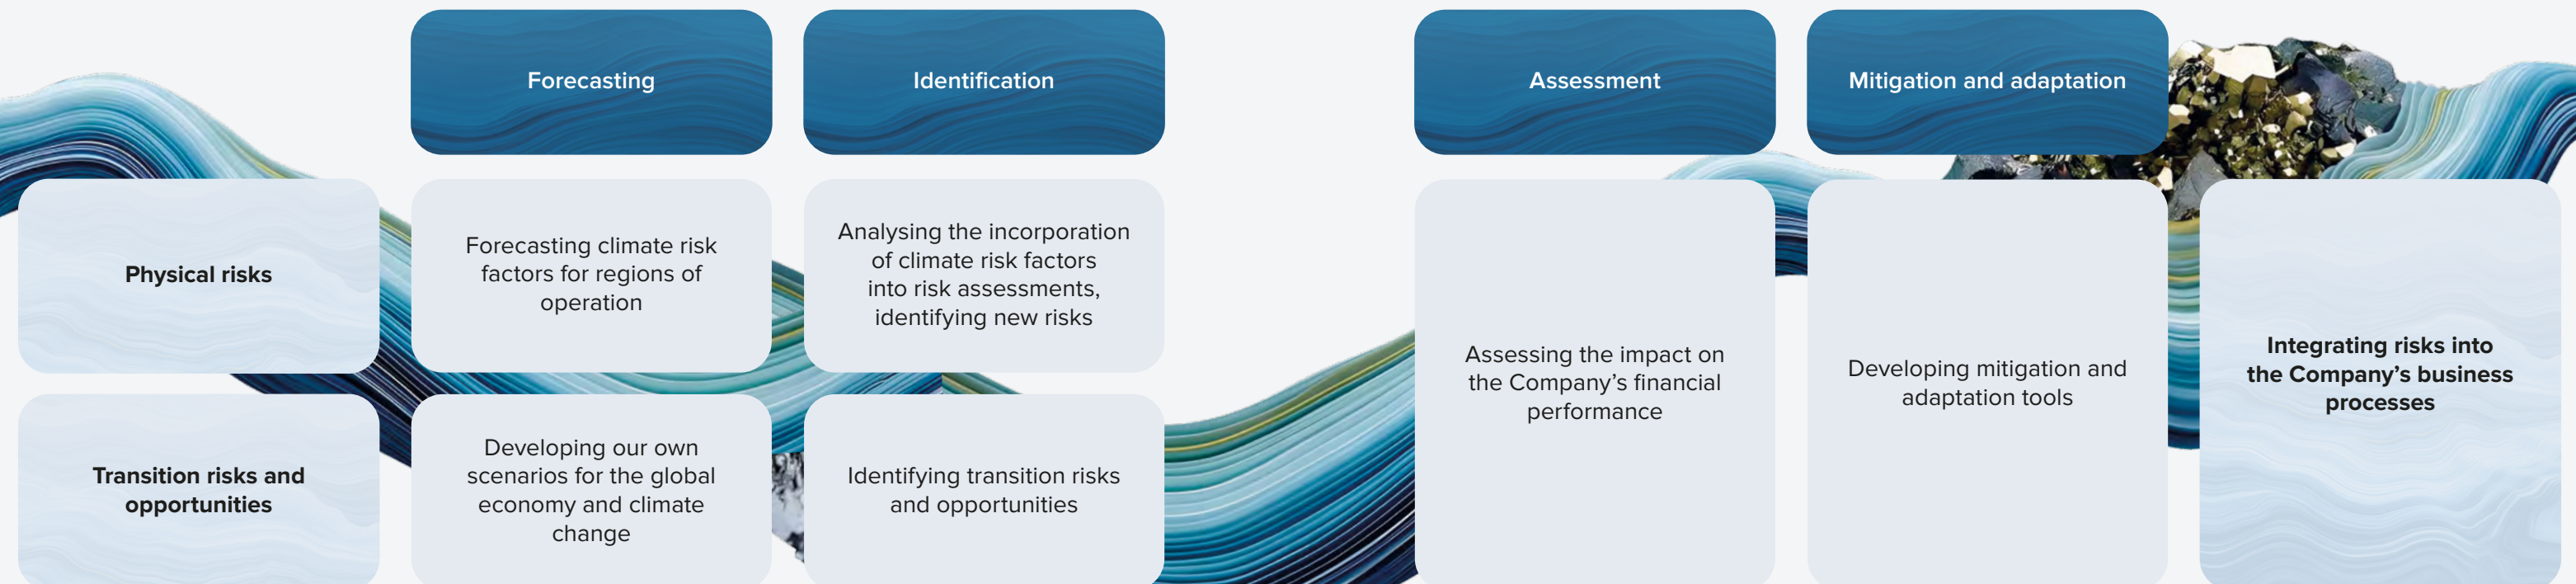 Forecasting
Identification
Assessment
Mitigation and adaptation
Physical risks
Forecasting climate risk
factors for regions of
operation
Analysing the incorporation
of climate risk factors
into risk assessments,
identifying new risks
Transition risks and
opportunities
Developing our own
scenarios for the global
economy and climate
change
Identifying transition risks
and opportunities
Assessing the impact on
the Company’s financial
performance
Developing mitigation and
adaptation tools
Integrating risks into
the Company’s business
processes